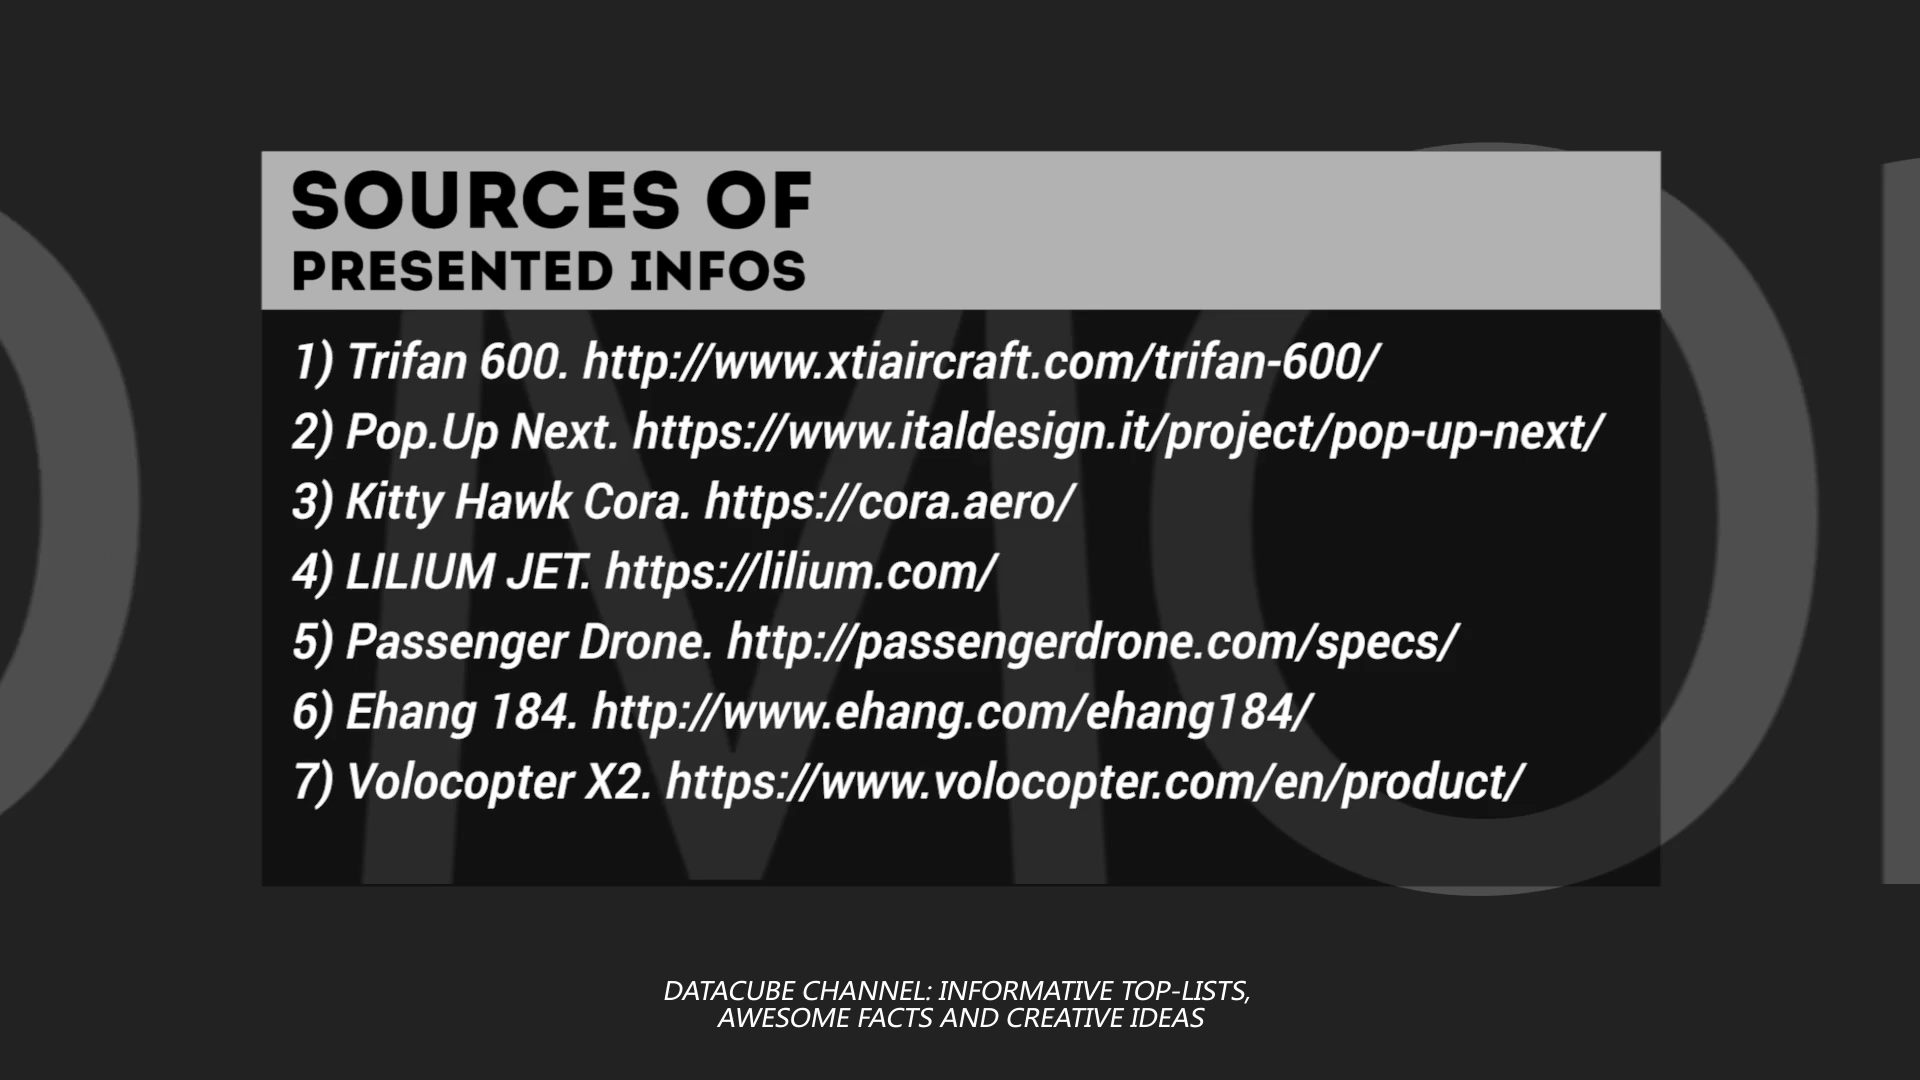 SOURCES OF
PRESENTED INFOS
1) Trifan 600. http://www.xtiaircraft.com/trifan-600/
2) Pop.Up Next. https://www.italdesign.it/project/pop-up-next/
3) Kitty Hawk Cora. https://cora.aero/
4) LILIUM JET. https://lilium.com/
5) Passenger Drone. http://passengerdrone.com/specs/
6) Ehang 184. http://www.ehang.com/ehang184/
7) Volocopter X2. https://www.volocopter.com/en/product/
DATACUBE CHANNEL: INFORMATIVE TOP-LISTS,
AWESOME FACTS AND CREATIVE IDEAS